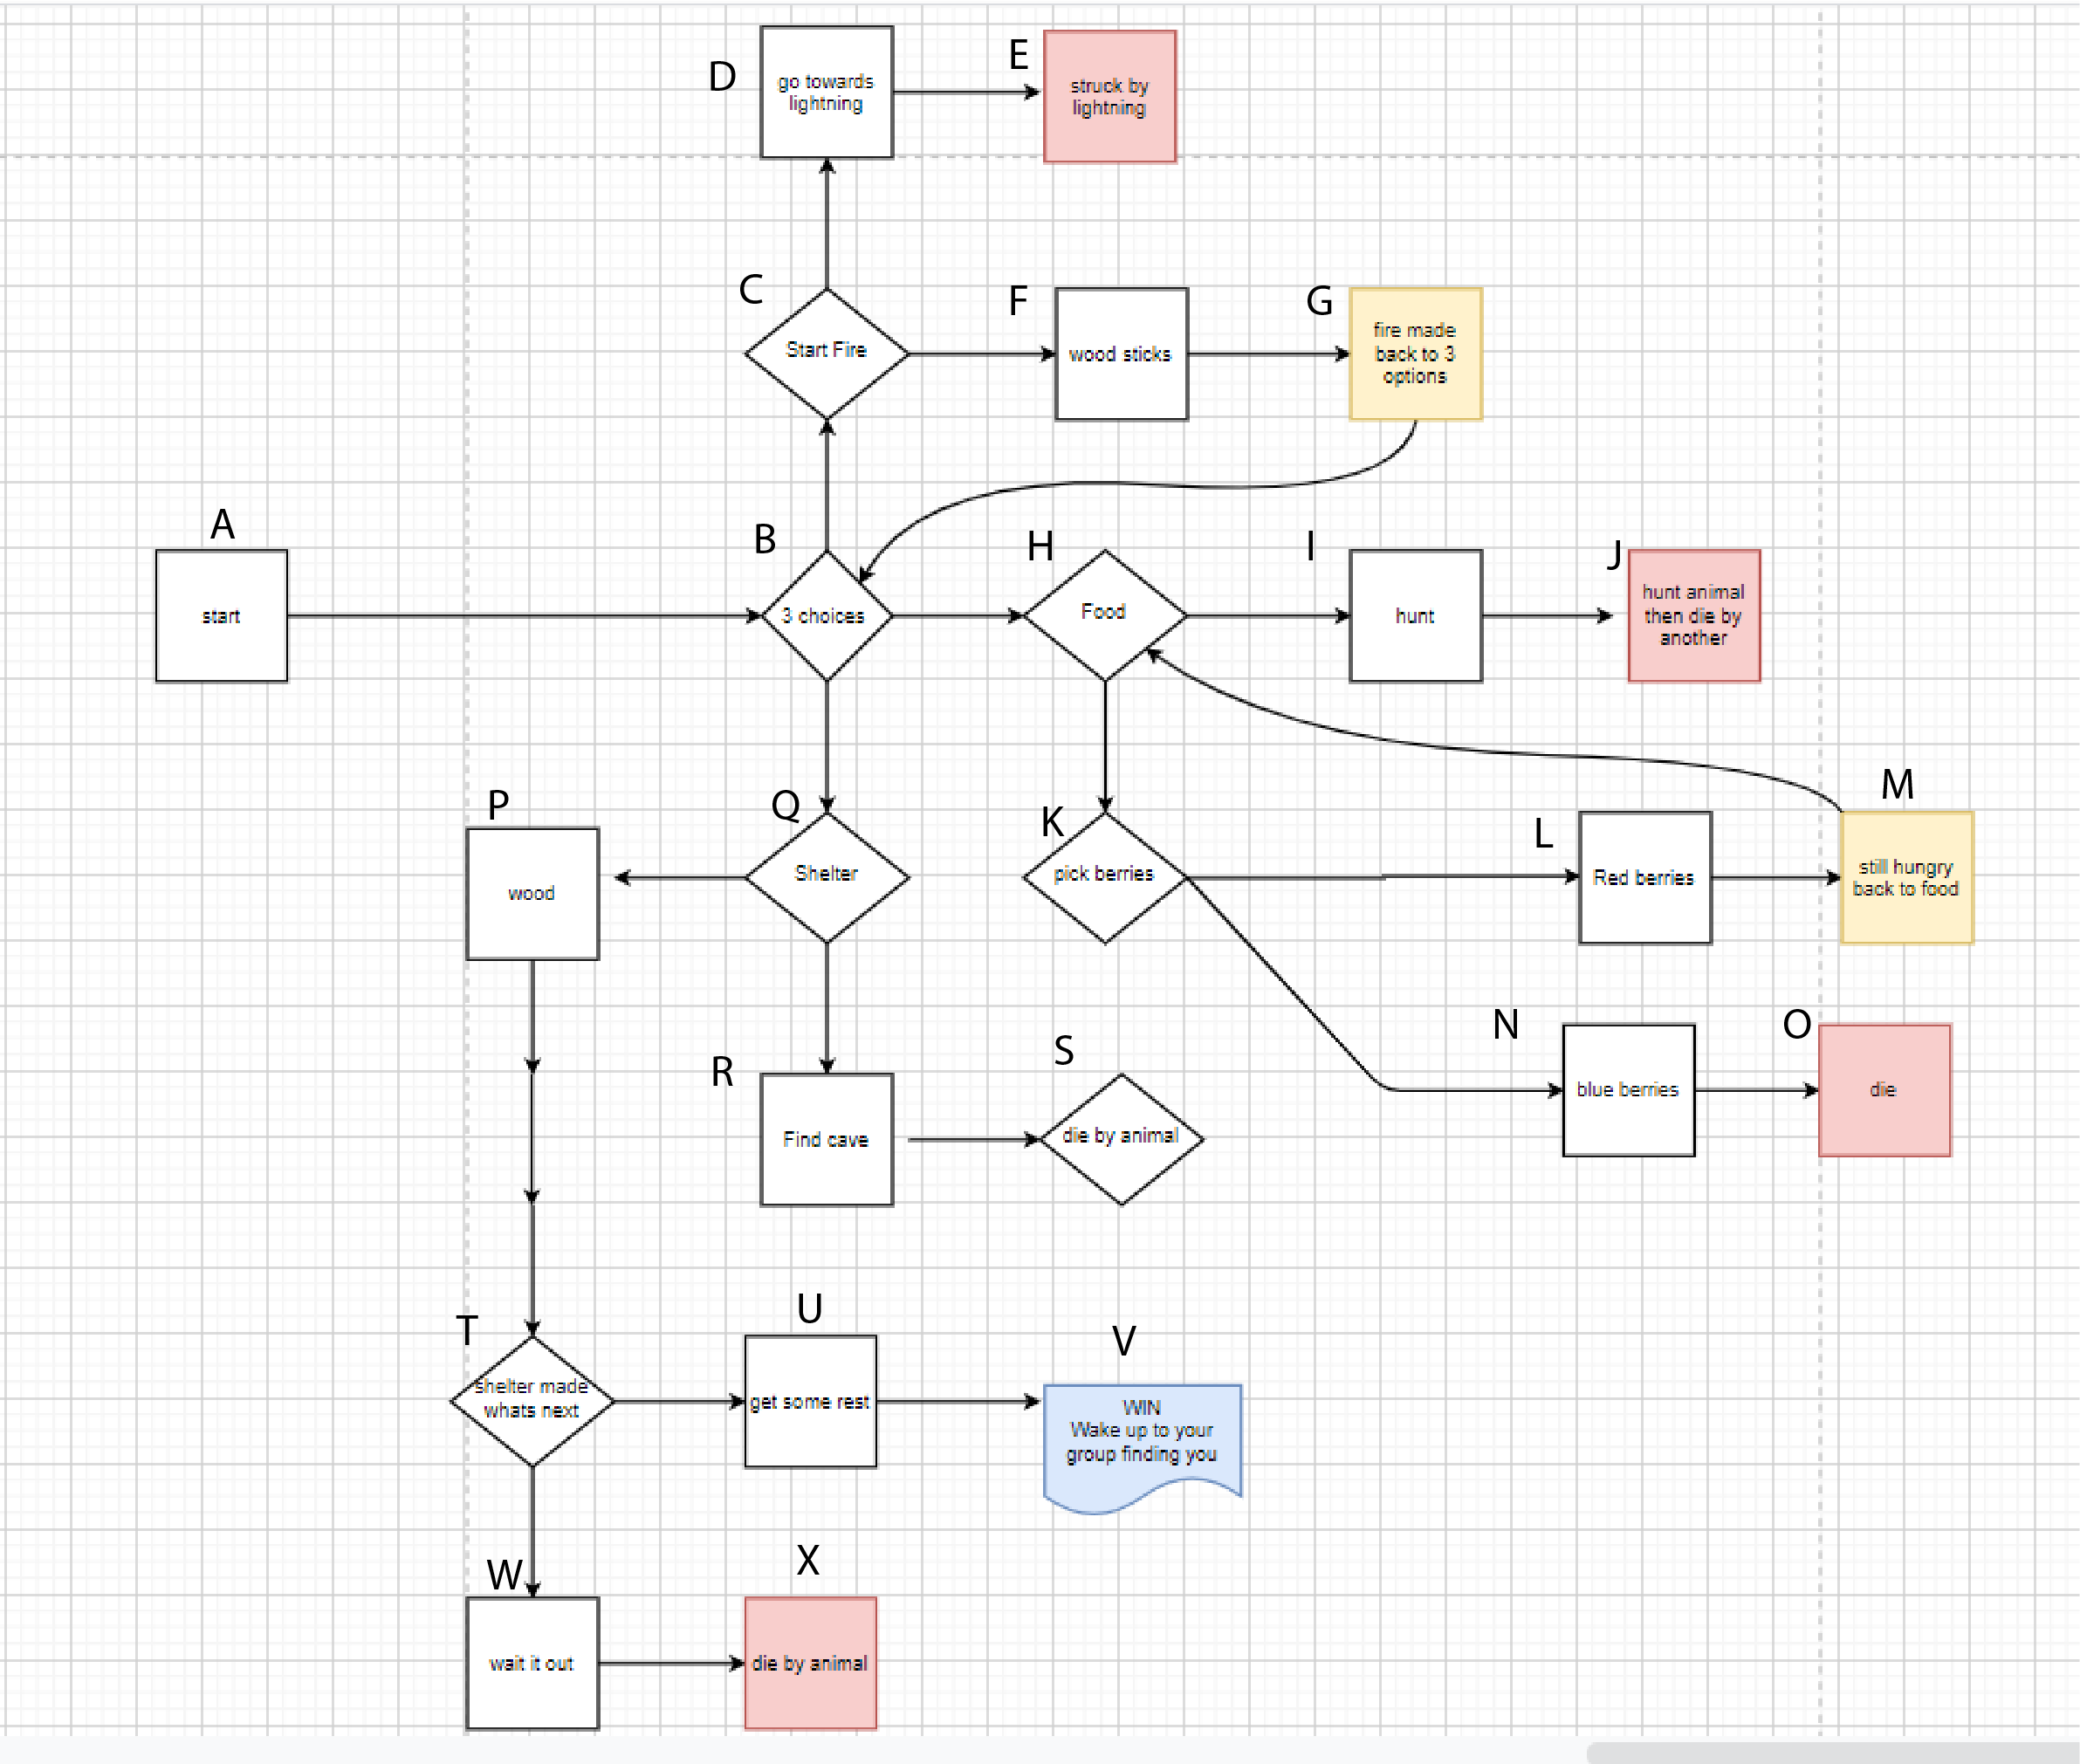 D
go towards
lightning
E
struck by
lightning
C
Start Fire
F
wood sticks
G
fire made
back to 3
options
A
start
B
3 choices
H
Food
I
hunt
J
hunt animal
then die by
another
P
wood
Q
Shelter
K
pick berries
L
Red berries
M
still hungry
back to food
R
Find cave
S
die by animal
N
blue berries
O
die
T
shelter made
whats next
U
get some rest
V
WIN
Wake up to your
group finding you
W
wait it out
X
die by animal